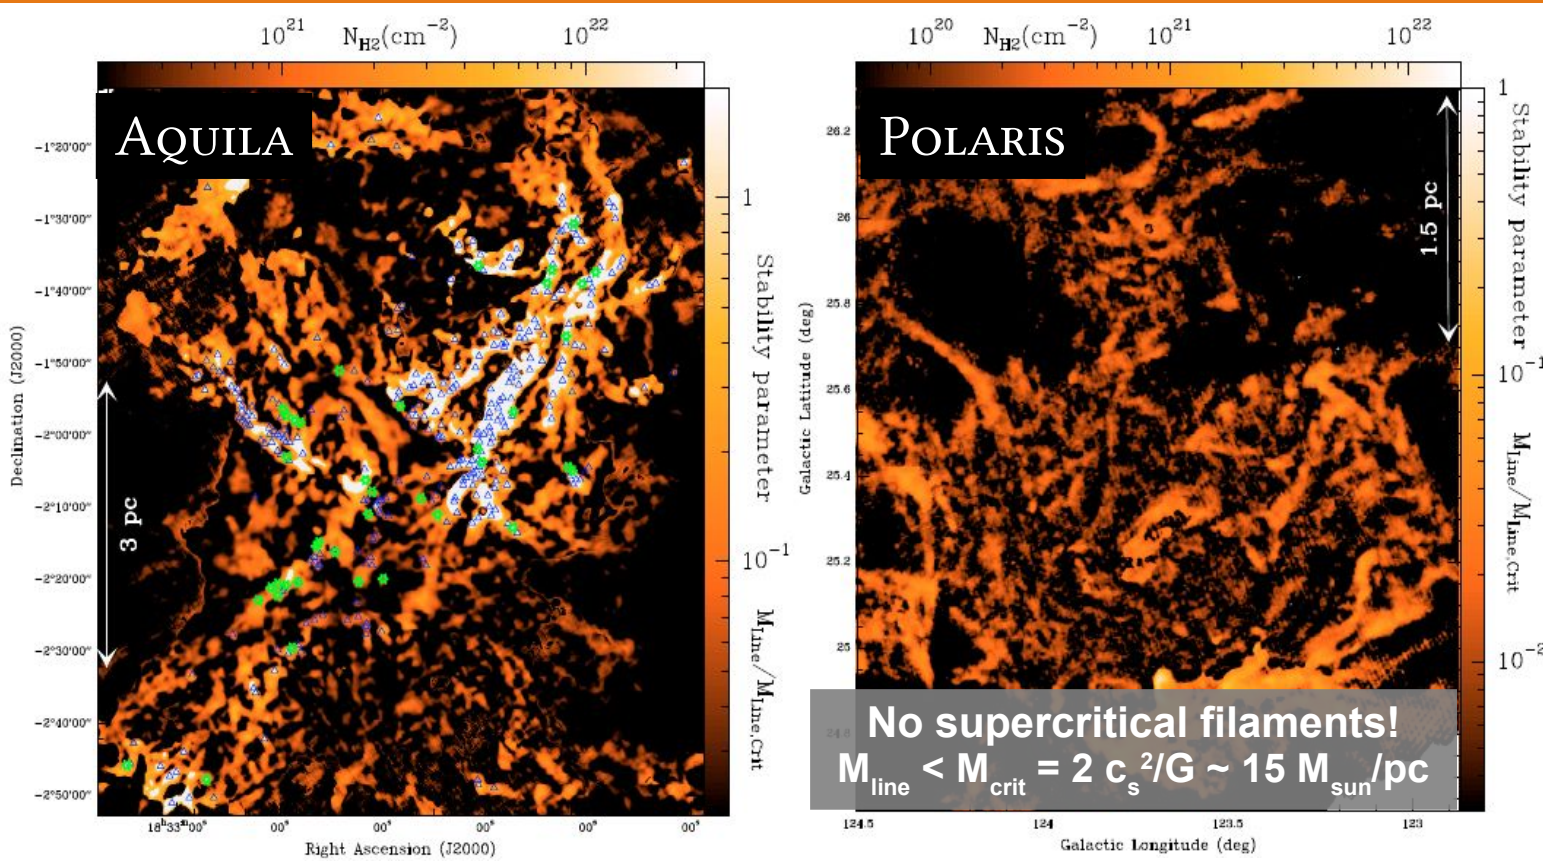 10²¹ N_H2(cm⁻²) 10²²
AQUILA
-1°20'00"
-1°30'00"
-1°40'00"
-1°50'00"
-2°00'00"
-2°10'00"
-2°20'00"
-2°30'00"
-2°40'00"
-2°50'00"
Declination (J2000)
3 pc
18ʰ33ᵐ00ˢ 00ˢ 00ˢ 00ˢ 00ˢ 00ˢ
Right Ascension (J2000)
1
10⁻¹
Stability parameter M_Line/M_Line,Crit
10²⁰ N_H2(cm⁻²) 10²¹ 10²²
POLARIS
26.2
26
25.8
25.6
25.4
25.2
25
24.8
Galactic Latitude (deg)
1.5 pc
No supercritical filaments!
M_line < M_crit = 2 c_s²/G ~ 15 M_sun/pc
124.5 124 123.5 123
Galactic Longitude (deg)
1
10⁻¹
10⁻²
Stability parameter M_Line/M_Line,Crit